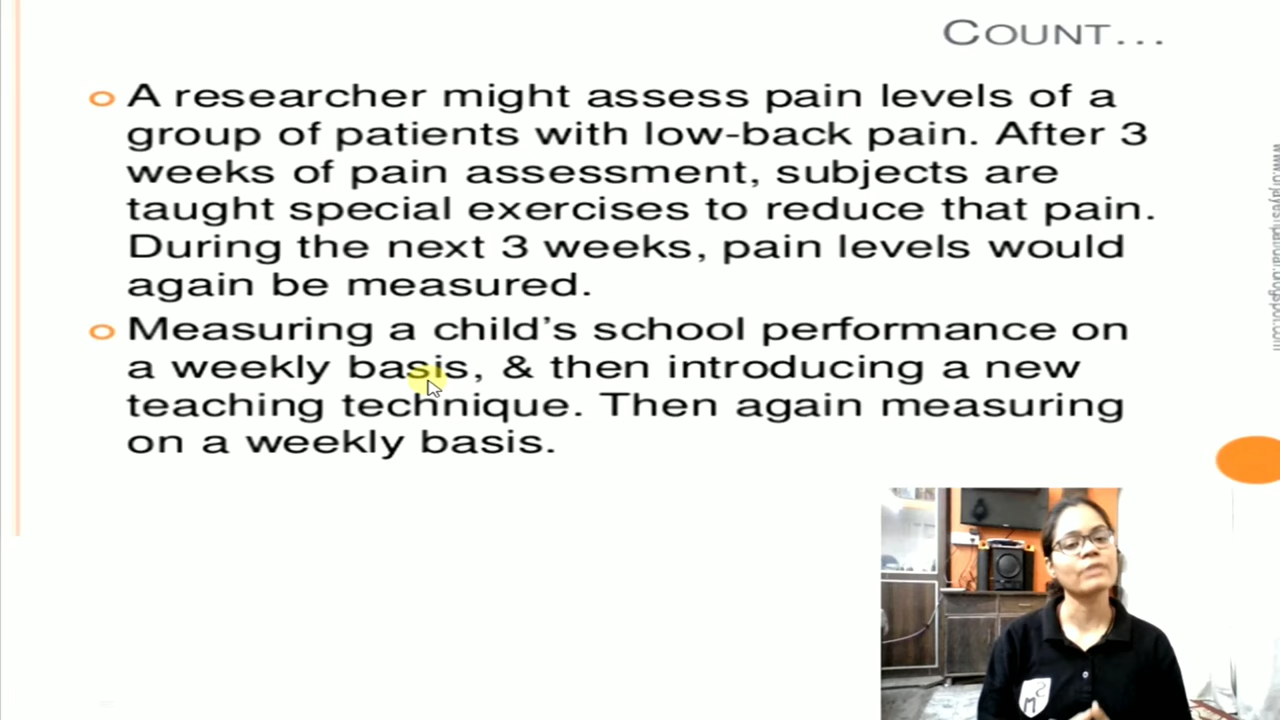 COUNT...
A researcher might assess pain levels of a
group of patients with low-back pain. After 3
weeks of pain assessment, subjects are
taught special exercises to reduce that pain.
During the next 3 weeks, pain levels would
again be measured.
Measuring a child's school performance on
a weekly basis, & then introducing a new
teaching technique. Then again measuring
on a weekly basis.